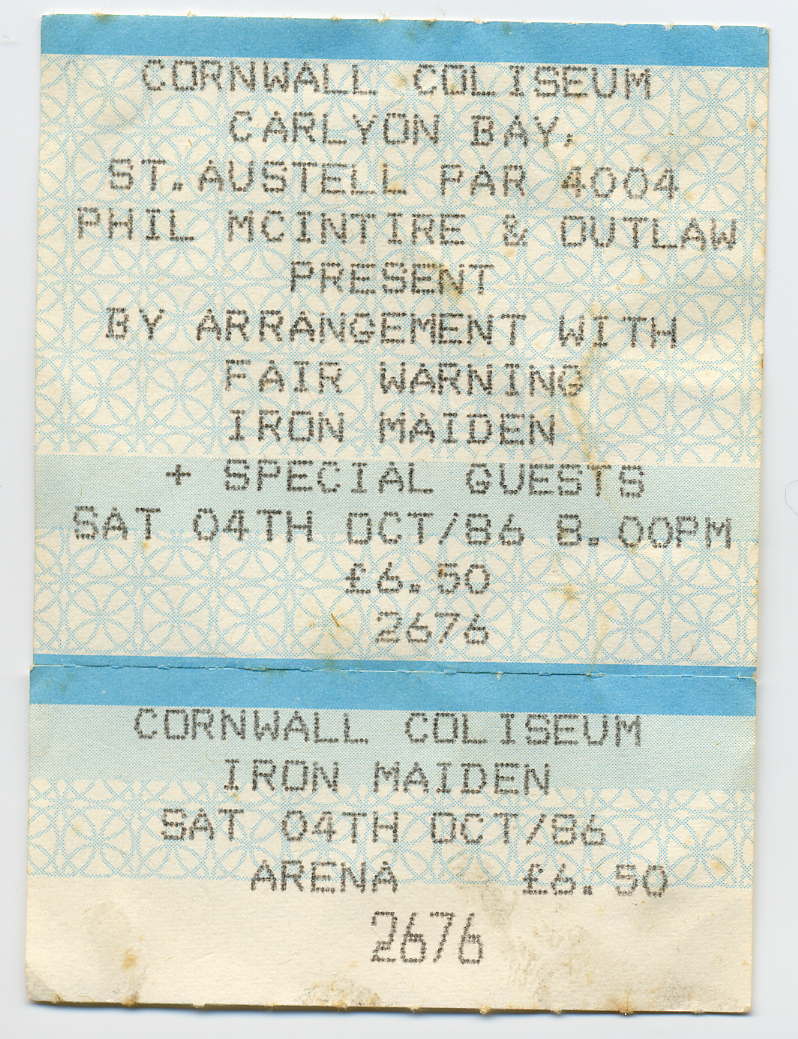 CORNWALL COLISEUM
CARLYON BAY,
ST. AUSTELL PAR 4004
PHIL MCINTIRE & OUTLAW
PRESENT
BY ARRANGEMENT WITH
FAIR WARNING
IRON MAIDEN
+ SPECIAL GUESTS
SAT 04TH OCT/86 8.00PM
£6.50
2676
CORNWALL COLISEUM
IRON MAIDEN
SAT 04TH OCT/86
ARENA £6.50
2676